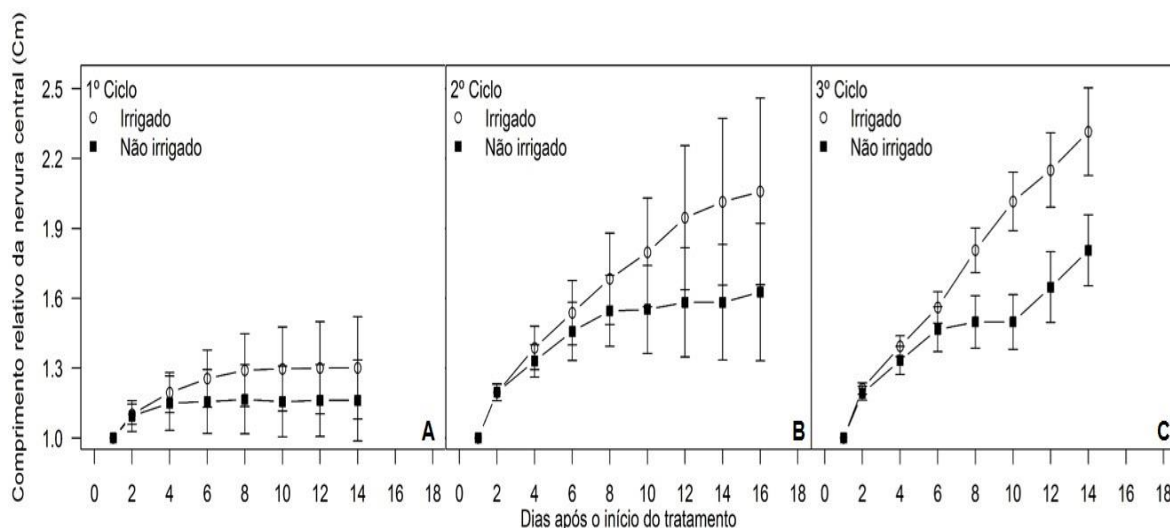 Comprimento relativo da nervura central (Cm)
2.5
2.2
1.9
1.6
1.3
1.0
1º Ciclo
Irrigado
Não irrigado
A
0 2 4 6 8 10 12 14 16 18
2º Ciclo
Irrigado
Não irrigado
B
0 2 4 6 8 10 12 14 16 18
3º Ciclo
Irrigado
Não irrigado
C
0 2 4 6 8 10 12 14 16 18
Dias após o início do tratamento